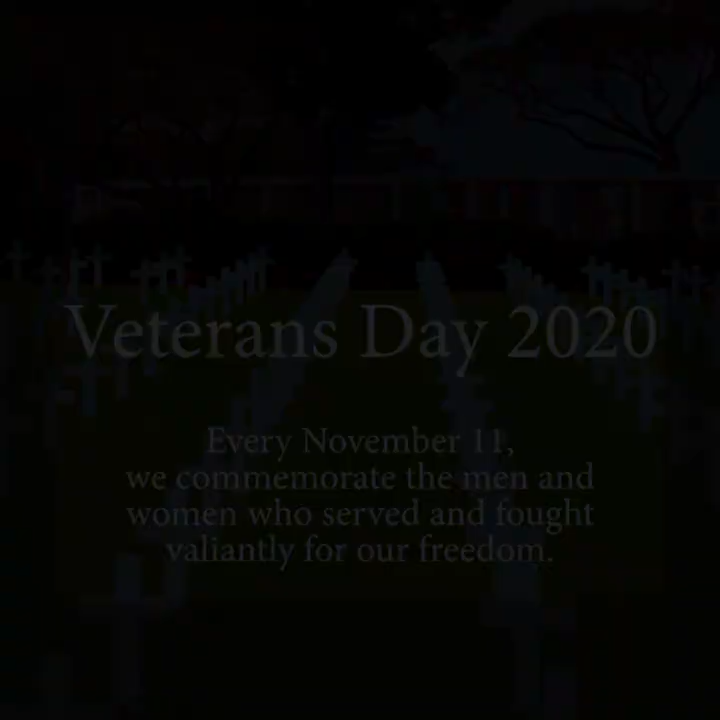 Veterans Day 2020
Every November 11,
we commemorate the men and
women who served and fought
valiantly for our freedom.